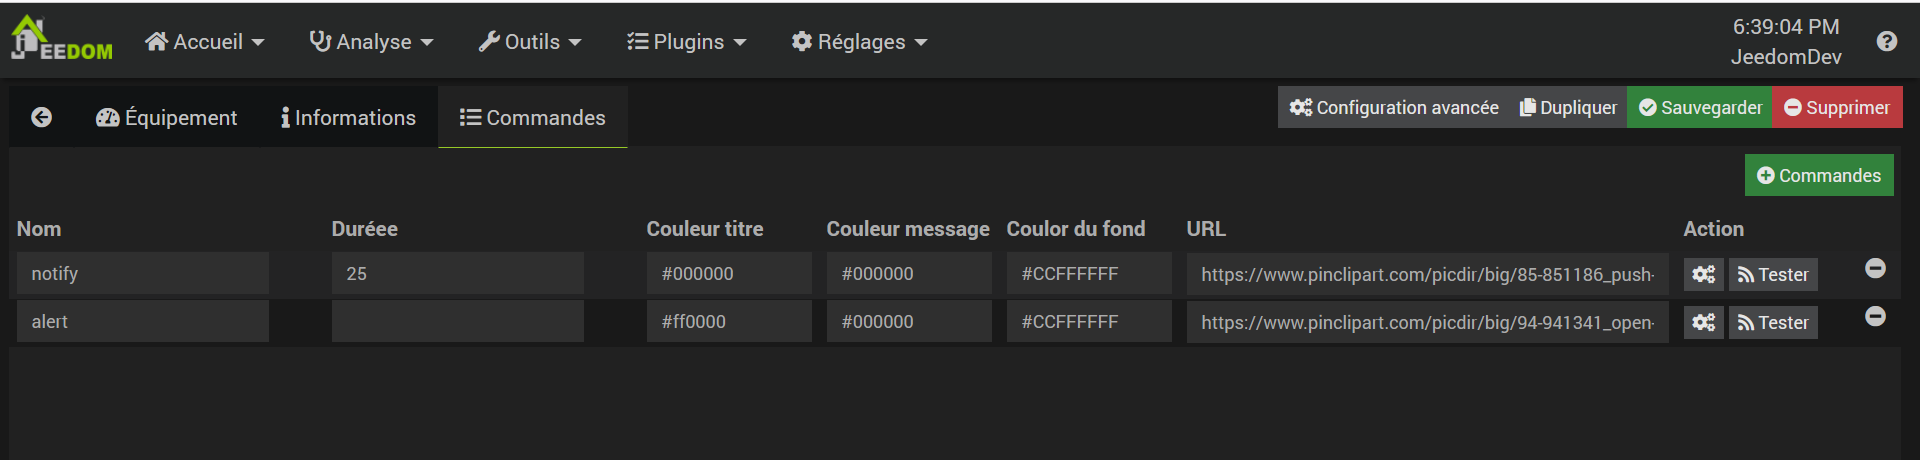 JEEDOM Accueil Analyse Outils Plugins Réglages 6:39:04 PM
JeedomDev
Équipement Informations Commandes Configuration avancée Dupliquer Sauvegarder Supprimer
Commandes
Nom Duréee Couleur titre Couleur message Coulor du fond URL Action
notify 25 #000000 #000000 #CCFFFFFF https://www.pinclipart.com/picdir/big/85-851186_push- Tester
alert #ff0000 #000000 #CCFFFFFF https://www.pinclipart.com/picdir/big/94-941341_open- Tester